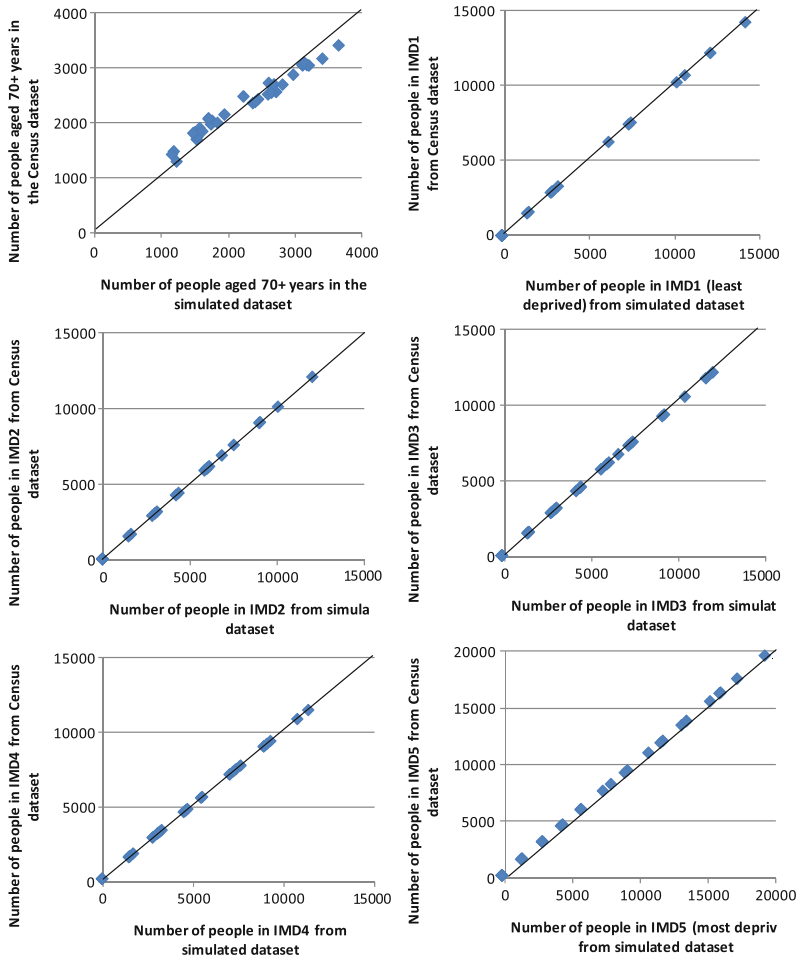 Number of people aged 70+ years in
the Census dataset
4000
3000
2000
1000
0
0 1000 2000 3000 4000
Number of people aged 70+ years in the
simulated dataset
Number of people in IMD1
from Census dataset
15000
10000
5000
0
0 5000 10000 15000
Number of people in IMD1 (least
deprived) from simulated dataset
Number of people in IMD2 from Census
dataset
15000
10000
5000
0
0 5000 10000 15000
Number of people in IMD2 from simula
dataset
Number of people in IMD3 from Census
dataset
15000
10000
5000
0
0 5000 10000 15000
Number of people in IMD3 from simulat
dataset
Number of people in IMD4 from Census
dataset
15000
10000
5000
0
0 5000 10000 15000
Number of people in IMD4 from
simulated dataset
Number of people in IMD5 from Census
dataset
20000
15000
10000
5000
0
0 5000 10000 15000 20000
Number of people in IMD5 (most depriv
from simulated dataset